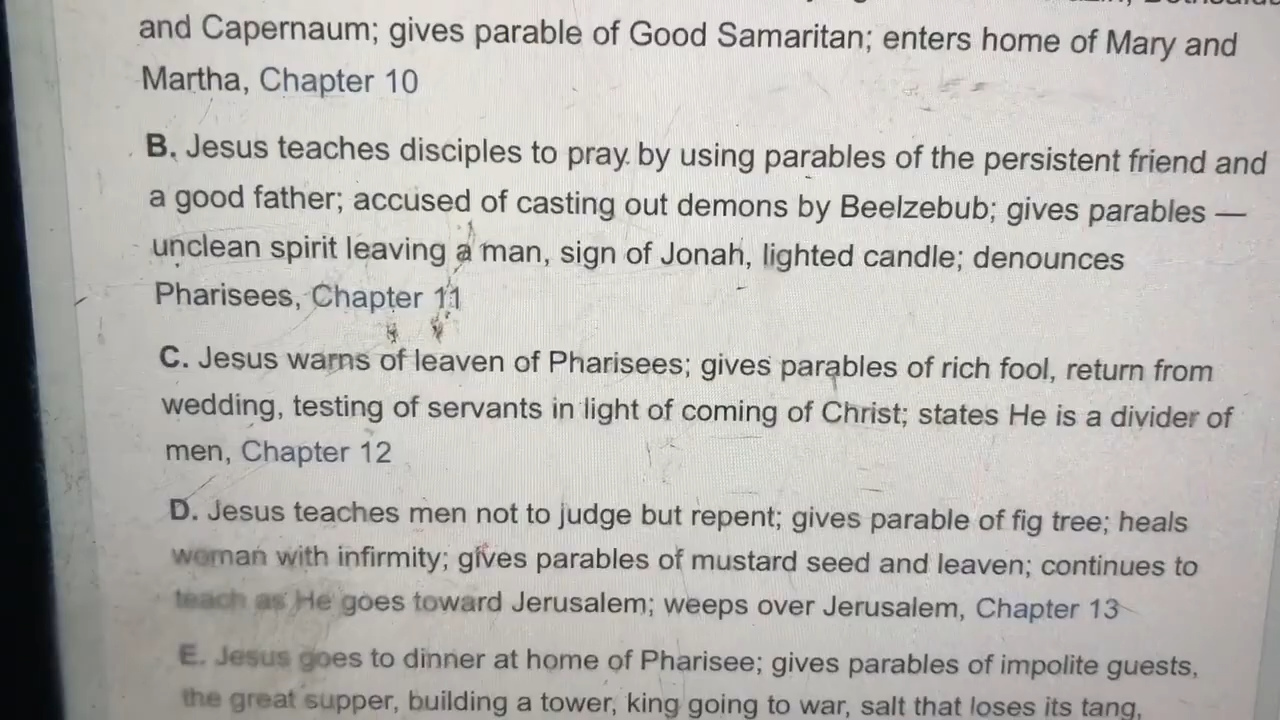 and Capernaum; gives parable of Good Samaritan; enters home of Mary and
Martha, Chapter 10
B. Jesus teaches disciples to pray by using parables of the persistent friend and
a good father; accused of casting out demons by Beelzebub; gives parables —
unclean spirit leaving a man, sign of Jonah, lighted candle; denounces
Pharisees, Chapter 11
C. Jesus warns of leaven of Pharisees; gives parables of rich fool, return from
wedding, testing of servants in light of coming of Christ; states He is a divider of
men, Chapter 12
D. Jesus teaches men not to judge but repent; gives parable of fig tree; heals
woman with infirmity; gives parables of mustard seed and leaven; continues to
teach as He goes toward Jerusalem; weeps over Jerusalem, Chapter 13
E. Jesus goes to dinner at home of Pharisee; gives parables of impolite guests,
the great supper, building a tower, king going to war, salt that loses its tang,